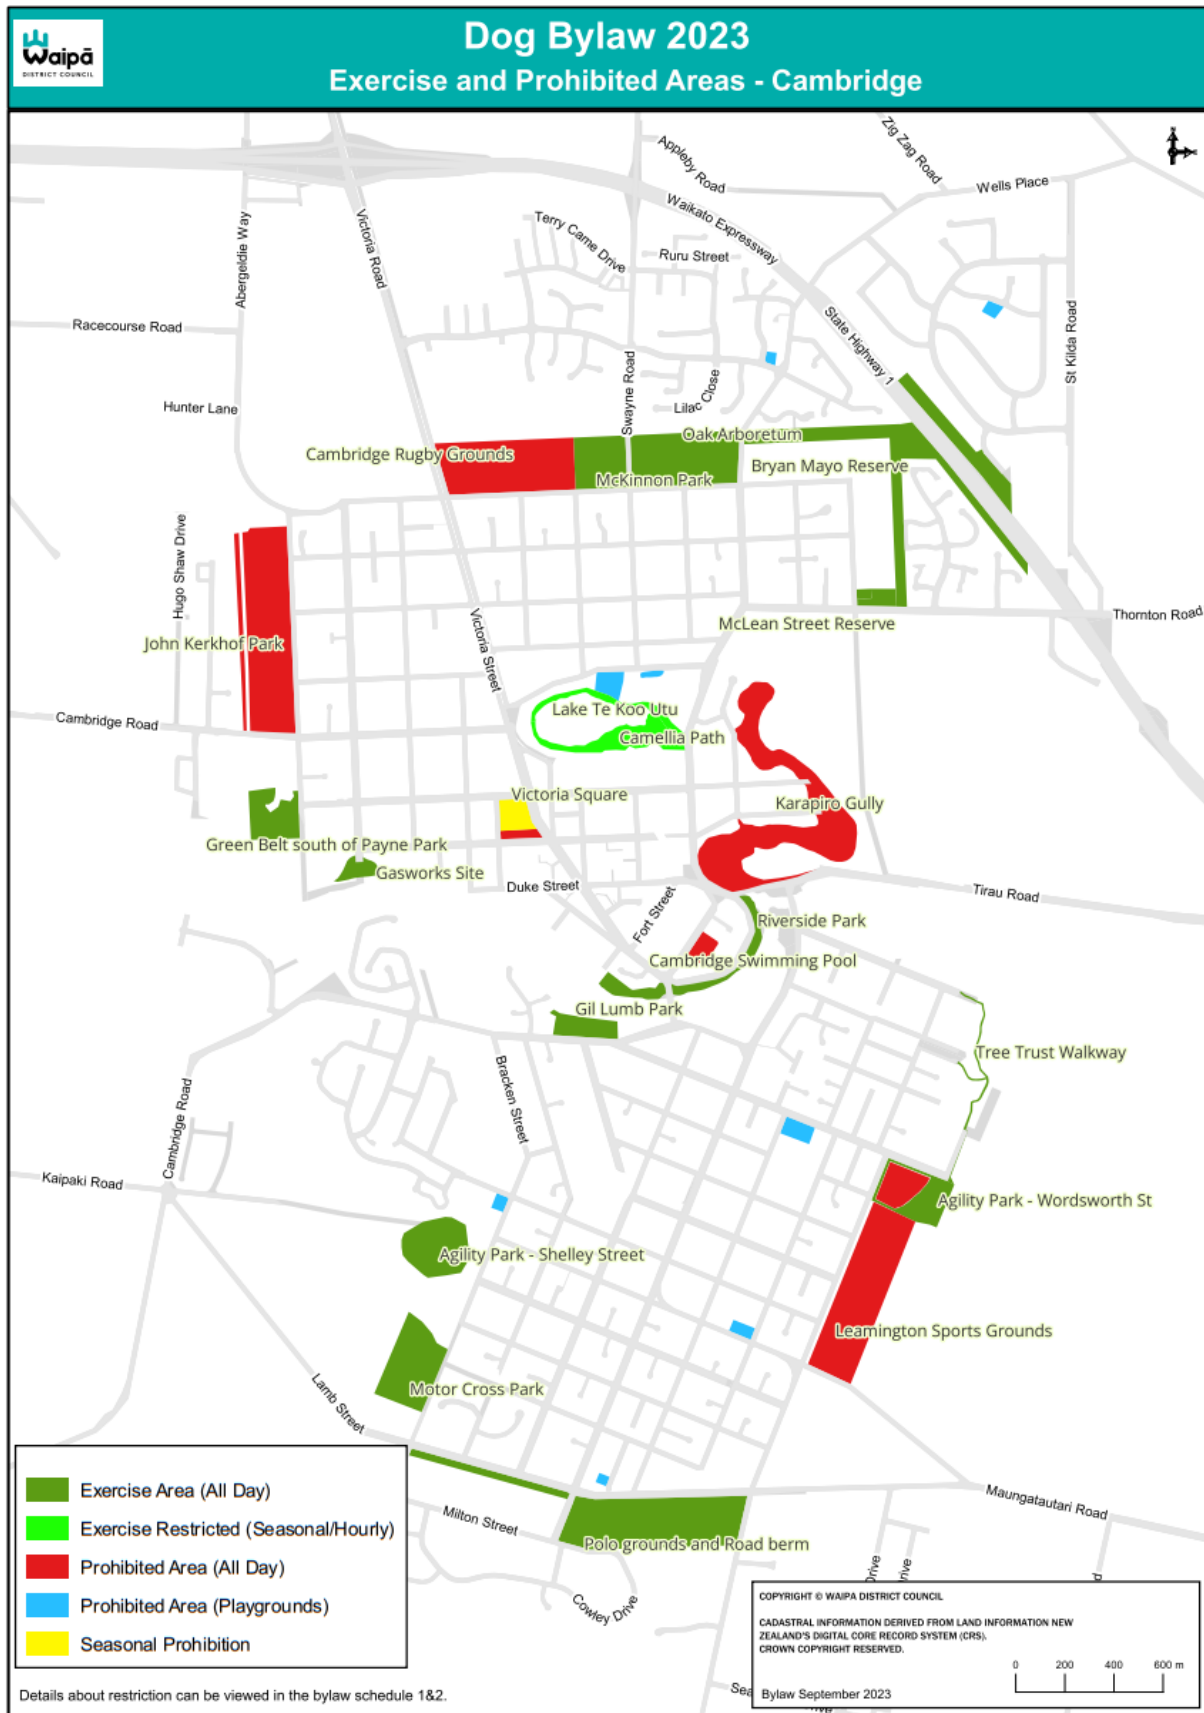 Waipā
DISTRICT COUNCIL
Dog Bylaw 2023
Exercise and Prohibited Areas - Cambridge
Zig Zag Road
Appleby Road
Wells Place
Waikato Expressway
Abergeldie Way
Victoria Road
Terry Came Drive
Ruru Street
Racecourse Road
State Highway 1
St Kilda Road
Swayne Road
Lilac Close
Hunter Lane
Oak Arboretum
Cambridge Rugby Grounds
McKinnon Park
Bryan Mayo Reserve
Hugo Shaw Drive
John Kerkhof Park
Victoria Street
McLean Street Reserve
Thornton Road
Cambridge Road
Lake Te Koo Utu
Camellia Path
Victoria Square
Karapiro Gully
Green Belt south of Payne Park
Gasworks Site
Duke Street
Tirau Road
Fort Street
Riverside Park
Cambridge Swimming Pool
Gil Lumb Park
Tree Trust Walkway
Bracken Street
Cambridge Road
Kaipaki Road
Agility Park - Wordsworth St
Agility Park - Shelley Street
Leamington Sports Grounds
Motor Cross Park
Lamb Street
Maungatautari Road
Milton Street
Polo grounds and Road berm
Cowley Drive
Drive
rive
Exercise Area (All Day)
Exercise Restricted (Seasonal/Hourly)
Prohibited Area (All Day)
Prohibited Area (Playgrounds)
Seasonal Prohibition
Details about restriction can be viewed in the bylaw schedule 1&2.
COPYRIGHT © WAIPA DISTRICT COUNCIL
CADASTRAL INFORMATION DERIVED FROM LAND INFORMATION NEW
ZEALAND'S DIGITAL CORE RECORD SYSTEM (CRS).
CROWN COPYRIGHT RESERVED.
0 200 400 600 m
Bylaw September 2023